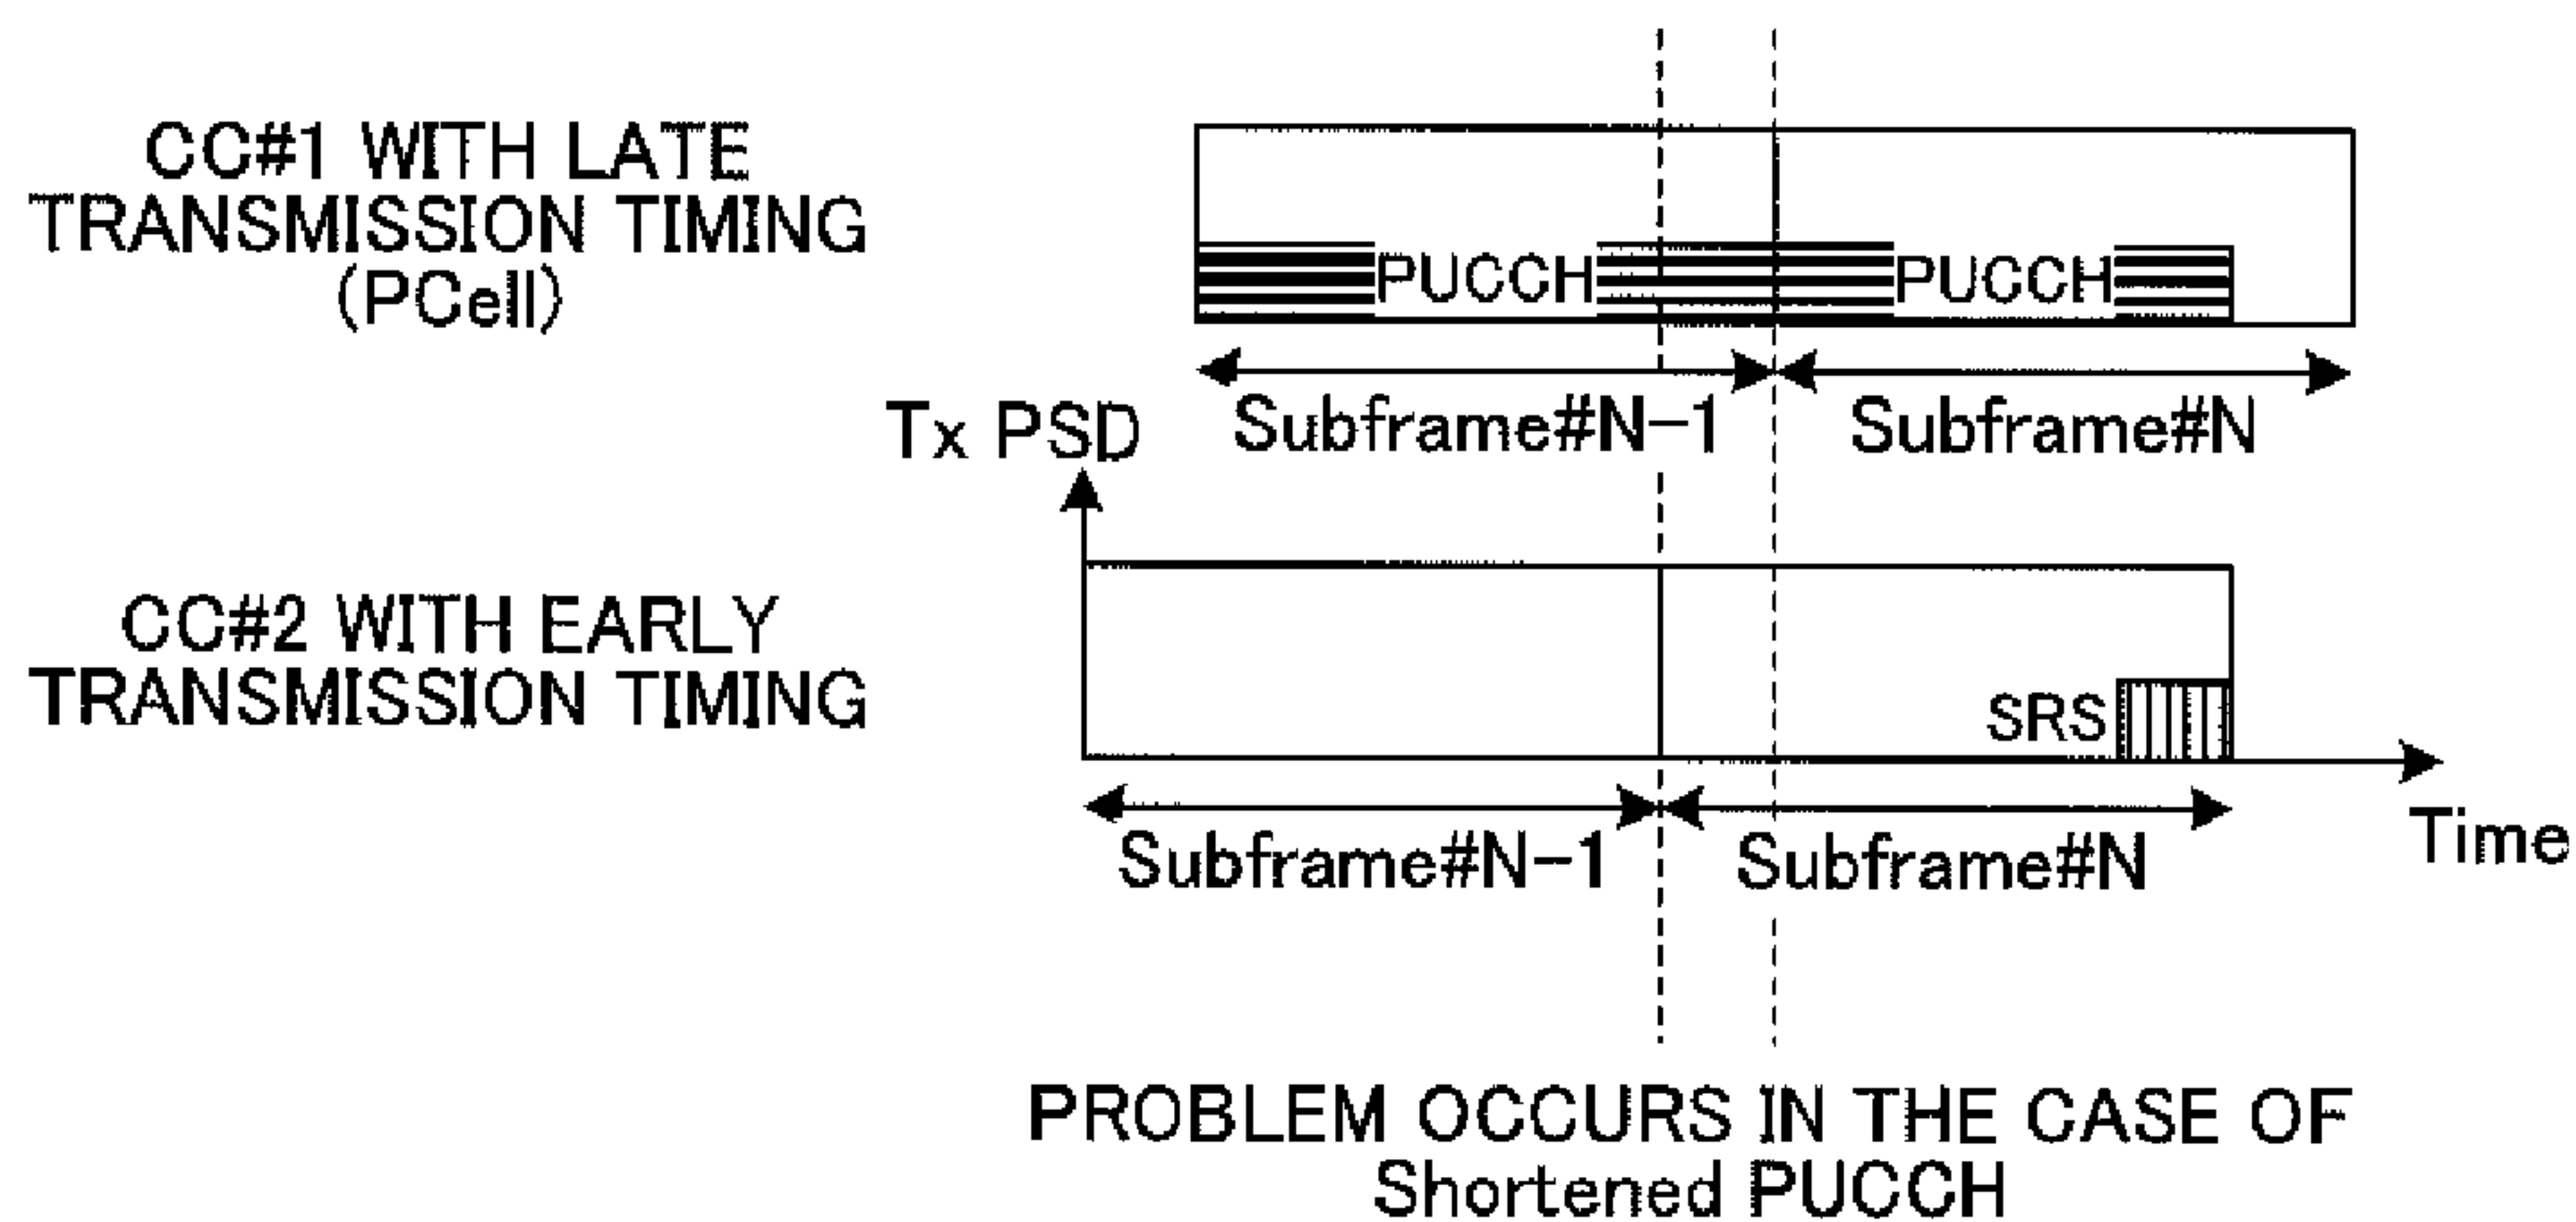 CC#1 WITH LATE
TRANSMISSION TIMING
(PCell)
PUCCH
PUCCH
Subframe#N-1
Subframe#N
Tx PSD
CC#2 WITH EARLY
TRANSMISSION TIMING
SRS
Subframe#N-1
Subframe#N
Time
PROBLEM OCCURS IN THE CASE OF
Shortened PUCCH